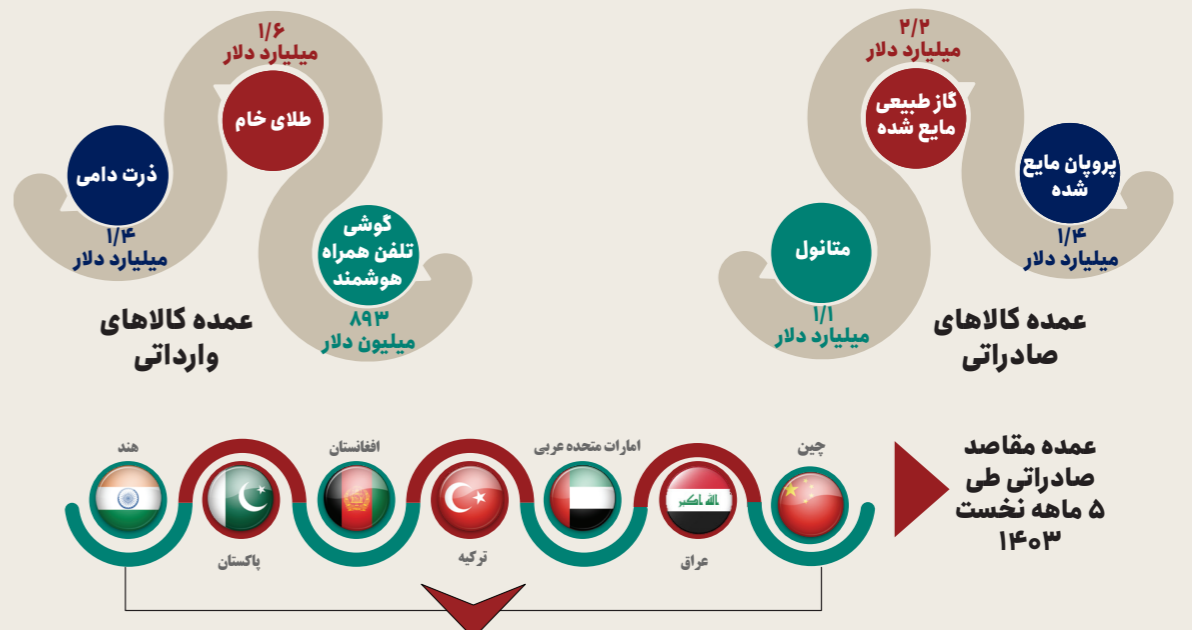 ۲/۲
میلیارد دلار
گاز طبیعی
مایع شده
پروپان مایع
شده
۱/۴
میلیارد دلار
متانول
۱/۱
میلیارد دلار
عمده کالاهای
صادراتی
۱/۶
میلیارد دلار
طلای خام
ذرت دامی
۱/۴
میلیارد دلار
گوشی
تلفن همراه
هوشمند
۸۹۳
میلیون دلار
عمده کالاهای
وارداتی
عمده مقاصد
صادراتی طی
۵ ماهه نخست
۱۴۰۳
چین
عراق
الله اکبر
امارات متحده عربی
ترکیه
افغانستان
پاکستان
هند